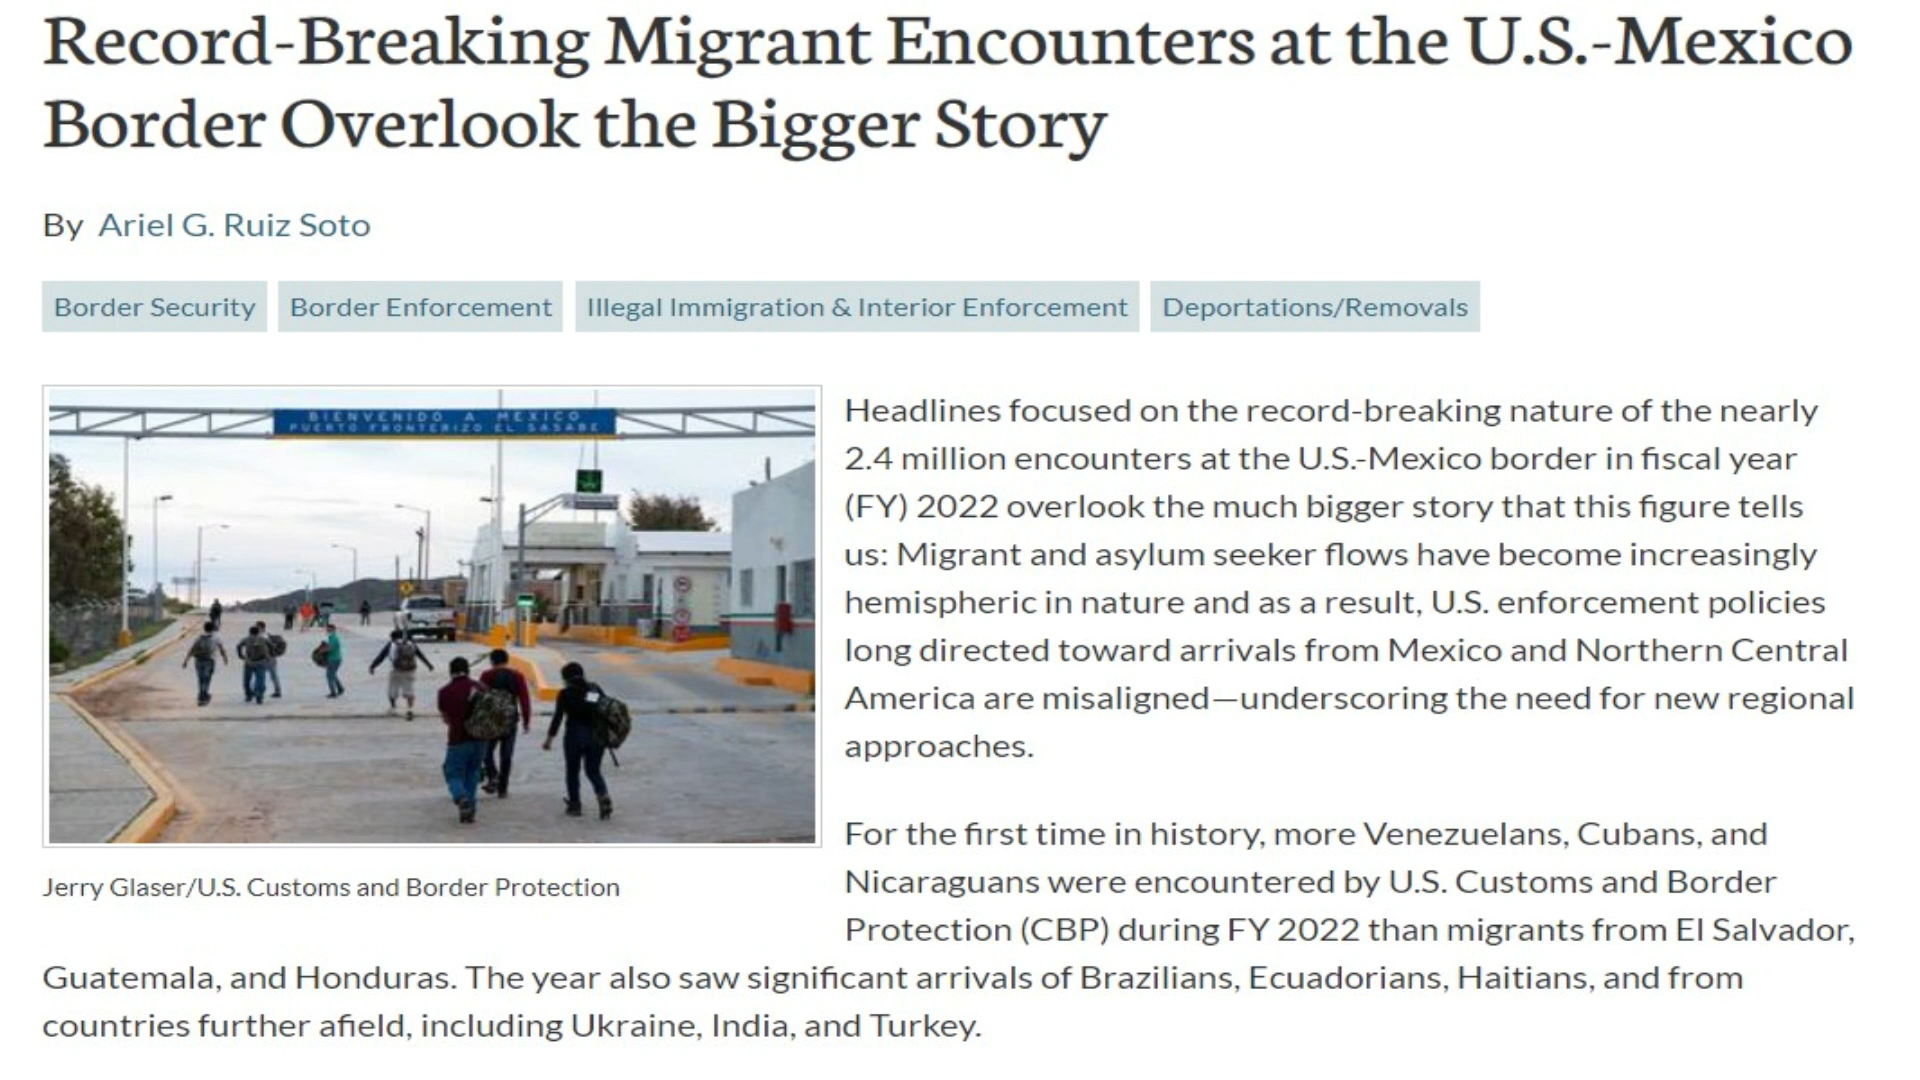 Record-Breaking Migrant Encounters at the U.S.-Mexico
Border Overlook the Bigger Story
By Ariel G. Ruiz Soto
Border Security
Border Enforcement
Illegal Immigration & Interior Enforcement
Deportations/Removals
BIENVENIDO A MEXICO
PUERTO FRONTERIZO EL SASABE
Jerry Glaser/U.S. Customs and Border Protection
Headlines focused on the record-breaking nature of the nearly
2.4 million encounters at the U.S.-Mexico border in fiscal year
(FY) 2022 overlook the much bigger story that this figure tells
us: Migrant and asylum seeker flows have become increasingly
hemispheric in nature and as a result, U.S. enforcement policies
long directed toward arrivals from Mexico and Northern Central
America are misaligned—underscoring the need for new regional
approaches.
For the first time in history, more Venezuelans, Cubans, and
Nicaraguans were encountered by U.S. Customs and Border
Protection (CBP) during FY 2022 than migrants from El Salvador,
Guatemala, and Honduras. The year also saw significant arrivals of Brazilians, Ecuadorians, Haitians, and from
countries further afield, including Ukraine, India, and Turkey.